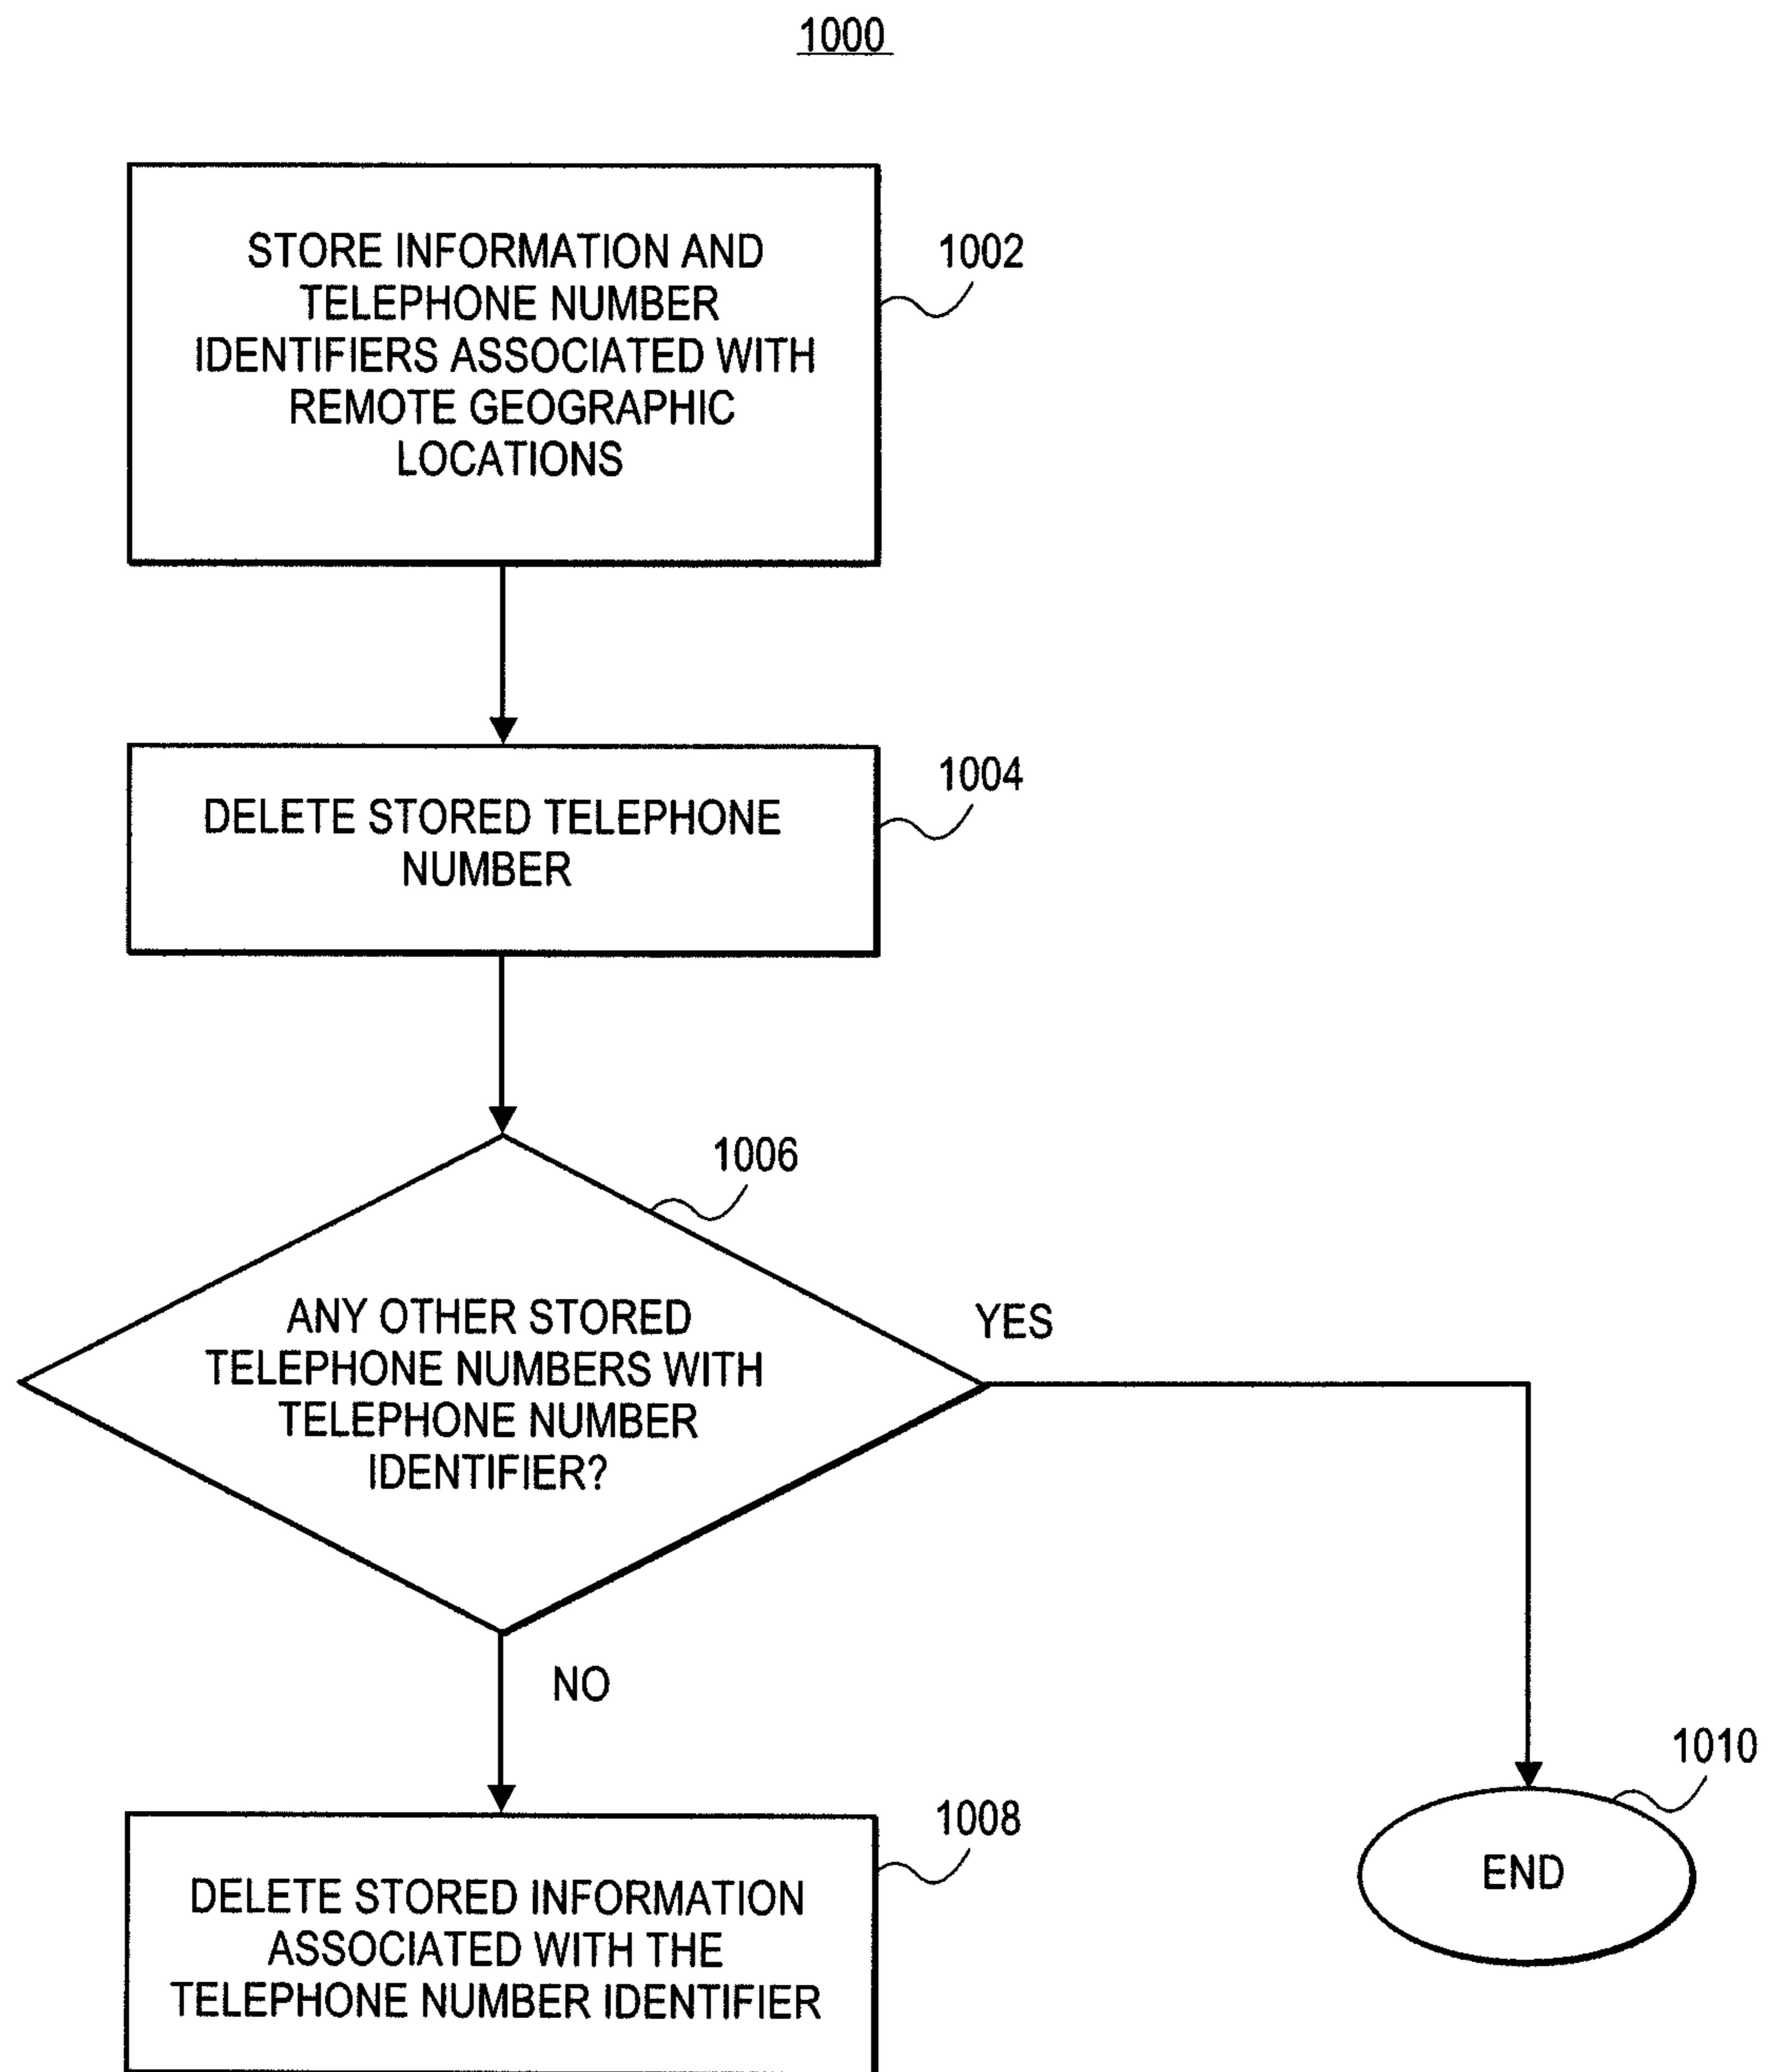 1000
STORE INFORMATION AND
TELEPHONE NUMBER
IDENTIFIERS ASSOCIATED WITH
REMOTE GEOGRAPHIC
LOCATIONS
1002
DELETE STORED TELEPHONE
NUMBER
1004
1006
ANY OTHER STORED
TELEPHONE NUMBERS WITH
TELEPHONE NUMBER
IDENTIFIER?
YES
NO
1010
END
1008
DELETE STORED INFORMATION
ASSOCIATED WITH THE
TELEPHONE NUMBER IDENTIFIER